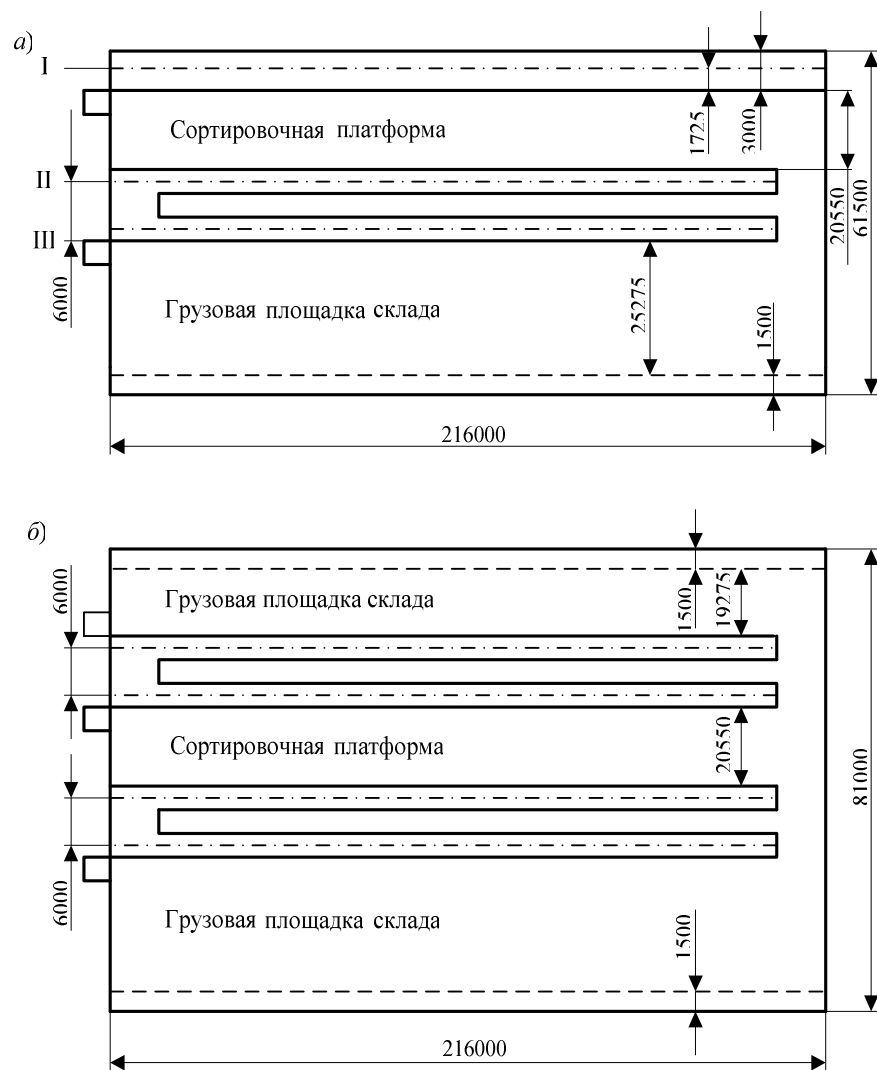 а)
I
Сортировочная платформа
1725
3000
20550
61500
II
III
6000
Грузовая площадка склада
25275
1500
216000
б)
6000
Грузовая площадка склада
1500
19275
Сортировочная платформа
20550
81000
6000
Грузовая площадка склада
1500
216000